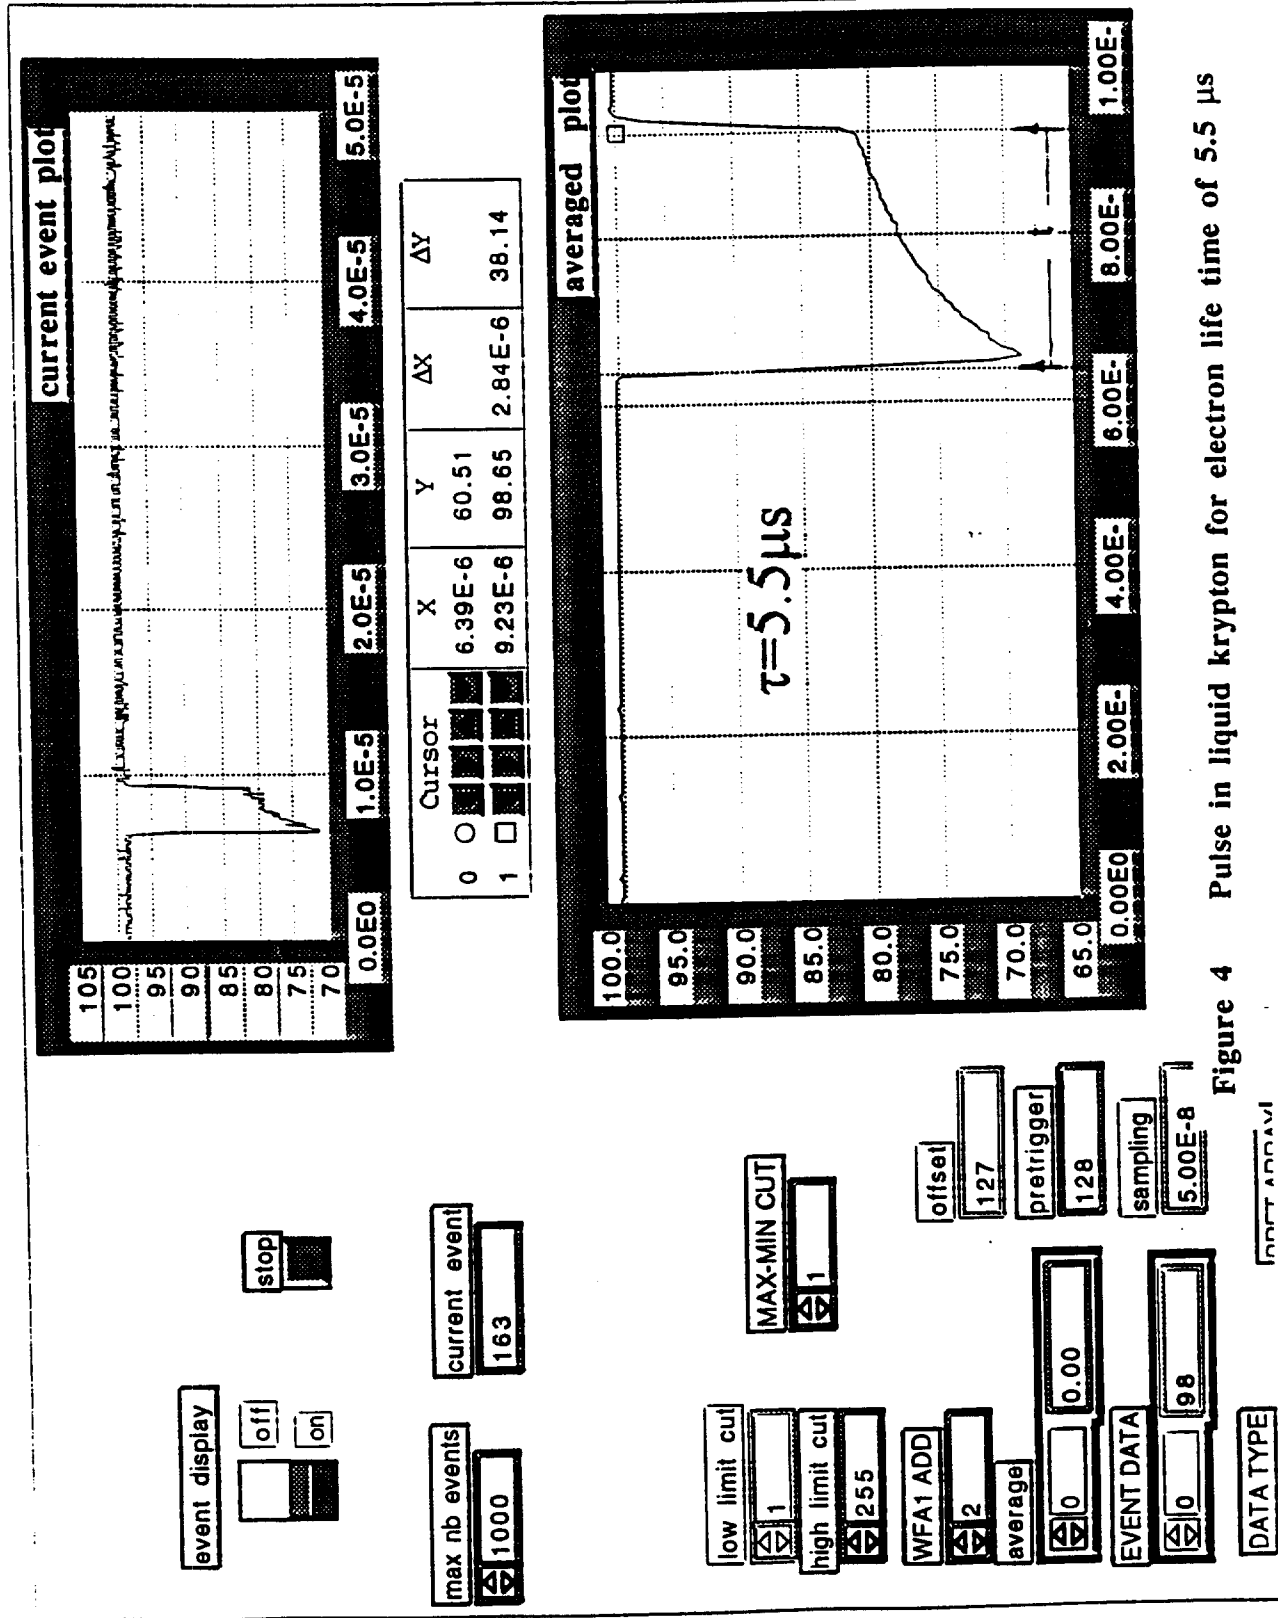 event display
off
on
stop
max nb events
1000
current event
163
low limit cut
1
high limit cut
255
MAX-MIN CUT
1
WFA1 ADD
2
average
0 0.00
EVENT DATA
0 98
DATA TYPE
offset
127
pretrigger
128
sampling
5.00E-8
current event plot
105
100
95
90
85
80
75
70
0.0E0 1.0E-5 2.0E-5 3.0E-5 4.0E-5 5.0E-5
Cursor X Y ΔX ΔY
0 6.39E-6 60.51
1 9.23E-6 98.65 2.84E-6 38.14
averaged plot
100.0
95.0
90.0
85.0
80.0
75.0
70.0
65.0
τ=5.5μs
t
0.00E0 2.00E- 4.00E- 6.00E- 8.00E- 1.00E-
Figure 4 Pulse in liquid krypton for electron life time of 5.5 μs